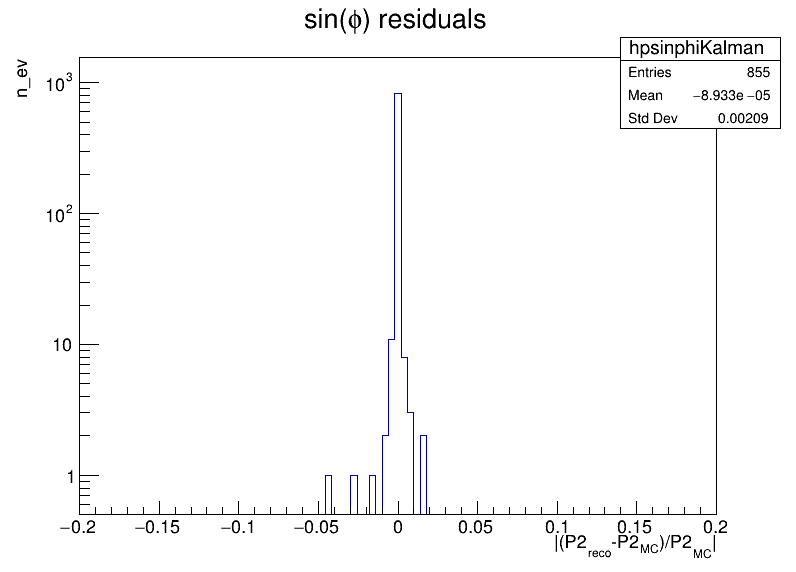 sin(ϕ) residuals
hpsinphiKalman
Entries 855
Mean −8.933e−05
Std Dev 0.00209
n_ev
10³
10²
10
1
−0.2 −0.15 −0.1 −0.05 0 0.05 0.1 0.15 0.2
|(P2reco-P2MC)/P2MC|